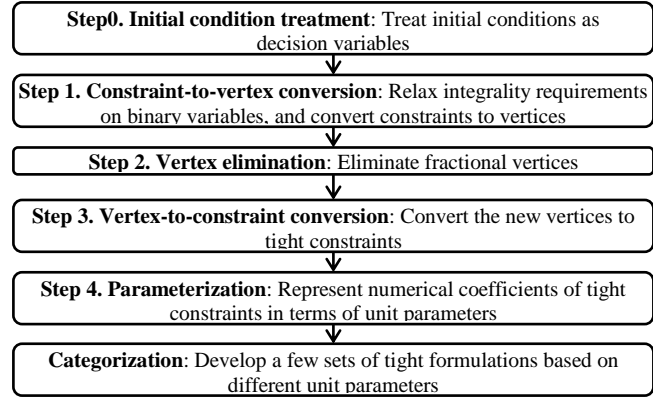 Step0. Initial condition treatment: Treat initial conditions as
decision variables
Step 1. Constraint-to-vertex conversion: Relax integrality requirements
on binary variables, and convert constraints to vertices
Step 2. Vertex elimination: Eliminate fractional vertices
Step 3. Vertex-to-constraint conversion: Convert the new vertices to
tight constraints
Step 4. Parameterization: Represent numerical coefficients of tight
constraints in terms of unit parameters
Categorization: Develop a few sets of tight formulations based on
different unit parameters